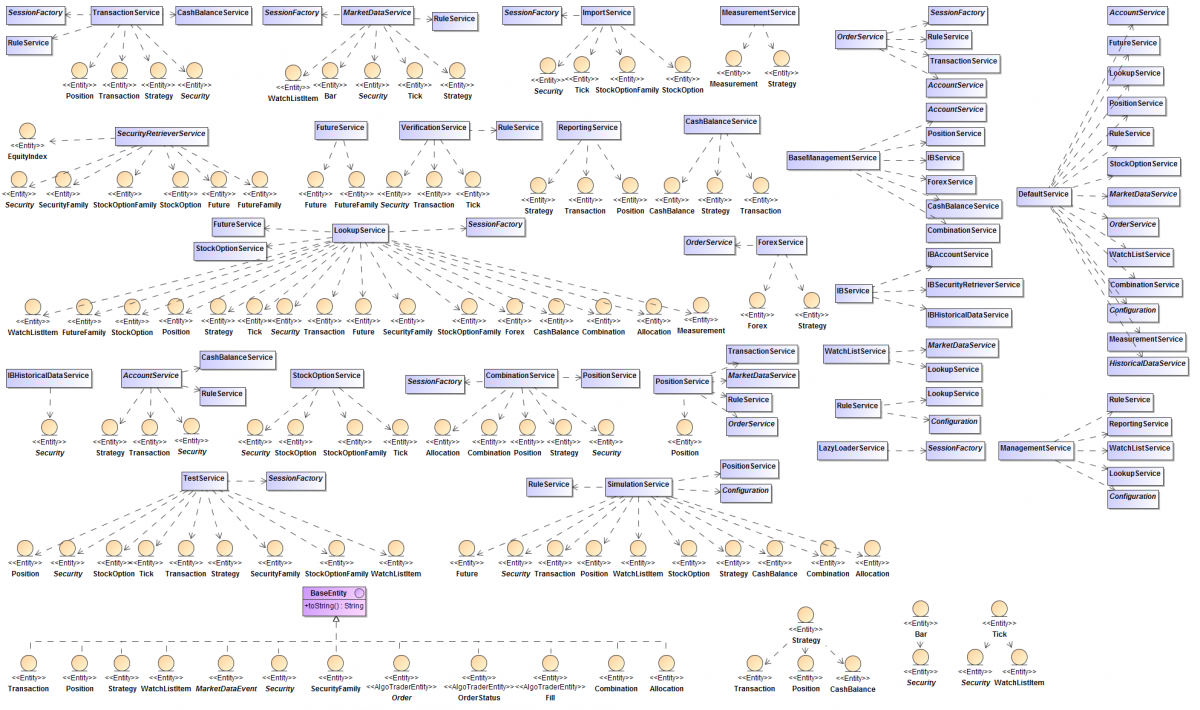 SessionFactory
TransactionService
CashBalanceService
RuleService
<<Entity>>
Position
<<Entity>>
Transaction
<<Entity>>
Strategy
<<Entity>>
Security
SessionFactory
MarketDataService
RuleService
<<Entity>>
WatchListItem
<<Entity>>
Bar
<<Entity>>
Security
<<Entity>>
Tick
<<Entity>>
Strategy
SessionFactory
ImportService
<<Entity>>
Security
<<Entity>>
Tick
<<Entity>>
StockOptionFamily
<<Entity>>
StockOption
MeasurementService
<<Entity>>
Measurement
<<Entity>>
Strategy
OrderService
SessionFactory
RuleService
TransactionService
AccountService
<<Entity>>
EquityIndex
SecurityRetrieverService
<<Entity>>
Security
<<Entity>>
SecurityFamily
<<Entity>>
StockOptionFamily
<<Entity>>
StockOption
<<Entity>>
Future
<<Entity>>
FutureFamily
FutureService
<<Entity>>
Future
<<Entity>>
FutureFamily
VerificationService
RuleService
<<Entity>>
Security
<<Entity>>
Transaction
<<Entity>>
Tick
ReportingService
<<Entity>>
Strategy
<<Entity>>
Transaction
<<Entity>>
Position
CashBalanceService
<<Entity>>
CashBalance
<<Entity>>
Strategy
<<Entity>>
Transaction
BaseManagementService
AccountService
PositionService
IBService
ForexService
CashBalanceService
CombinationService
DefaultService
AccountService
FutureService
LookupService
PositionService
RuleService
StockOptionService
MarketDataService
OrderService
WatchListService
CombinationService
Configuration
MeasurementService
HistoricalDataService
FutureService
StockOptionService
LookupService
SessionFactory
<<Entity>>
WatchListItem
<<Entity>>
FutureFamily
<<Entity>>
StockOption
<<Entity>>
Position
<<Entity>>
Strategy
<<Entity>>
Tick
<<Entity>>
Security
<<Entity>>
Transaction
<<Entity>>
Future
<<Entity>>
SecurityFamily
<<Entity>>
StockOptionFamily
<<Entity>>
Forex
<<Entity>>
CashBalance
<<Entity>>
Combination
<<Entity>>
Allocation
<<Entity>>
Measurement
OrderService
ForexService
<<Entity>>
Forex
<<Entity>>
Strategy
IBService
IBAccountService
IBSecurityRetrieverService
IBHistoricalDataService
IBHistoricalDataService
<<Entity>>
Security
AccountService
CashBalanceService
RuleService
<<Entity>>
Strategy
<<Entity>>
Transaction
<<Entity>>
Security
StockOptionService
<<Entity>>
Security
<<Entity>>
StockOption
<<Entity>>
StockOptionFamily
<<Entity>>
Tick
SessionFactory
CombinationService
PositionService
<<Entity>>
Allocation
<<Entity>>
Combination
<<Entity>>
Position
<<Entity>>
Strategy
<<Entity>>
Security
PositionService
TransactionService
MarketDataService
RuleService
OrderService
<<Entity>>
Position
WatchListService
MarketDataService
LookupService
RuleService
LookupService
Configuration
LazyLoaderService
SessionFactory
ManagementService
RuleService
ReportingService
WatchListService
LookupService
Configuration
TestService
SessionFactory
<<Entity>>
Position
<<Entity>>
Security
<<Entity>>
StockOption
<<Entity>>
Tick
<<Entity>>
Transaction
<<Entity>>
Strategy
<<Entity>>
SecurityFamily
<<Entity>>
StockOptionFamily
<<Entity>>
WatchListItem
RuleService
SimulationService
PositionService
Configuration
<<Entity>>
Future
<<Entity>>
Security
<<Entity>>
Transaction
<<Entity>>
Position
<<Entity>>
WatchListItem
<<Entity>>
StockOption
<<Entity>>
Strategy
<<Entity>>
CashBalance
<<Entity>>
Combination
<<Entity>>
Allocation
BaseEntity
+toString() : String
<<Entity>>
Transaction
<<Entity>>
Position
<<Entity>>
Strategy
<<Entity>>
WatchListItem
<<Entity>>
MarketDataEvent
<<Entity>>
Security
<<Entity>>
SecurityFamily
<<AlgoTraderEntity>>
Order
<<AlgoTraderEntity>>
OrderStatus
<<AlgoTraderEntity>>
Fill
<<Entity>>
Combination
<<Entity>>
Allocation
<<Entity>>
Strategy
<<Entity>>
Transaction
<<Entity>>
Position
<<Entity>>
CashBalance
<<Entity>>
Bar
<<Entity>>
Security
<<Entity>>
Tick
<<Entity>>
Security
<<Entity>>
WatchListItem